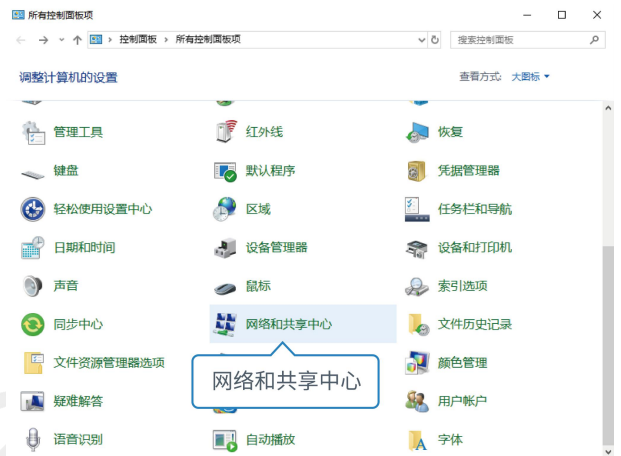 所有控制面板项
控制面板 › 所有控制面板项
搜索控制面板
调整计算机的设置
查看方式: 大图标
管理工具 红外线 恢复
键盘 默认程序 凭据管理器
轻松使用设置中心 区域 任务栏和导航
日期和时间 设备管理器 设备和打印机
声音 鼠标 索引选项
同步中心 网络和共享中心 文件历史记录
文件资源管理器选项 颜色管理
网络和共享中心
疑难解答 用户帐户
语音识别 自动播放 字体